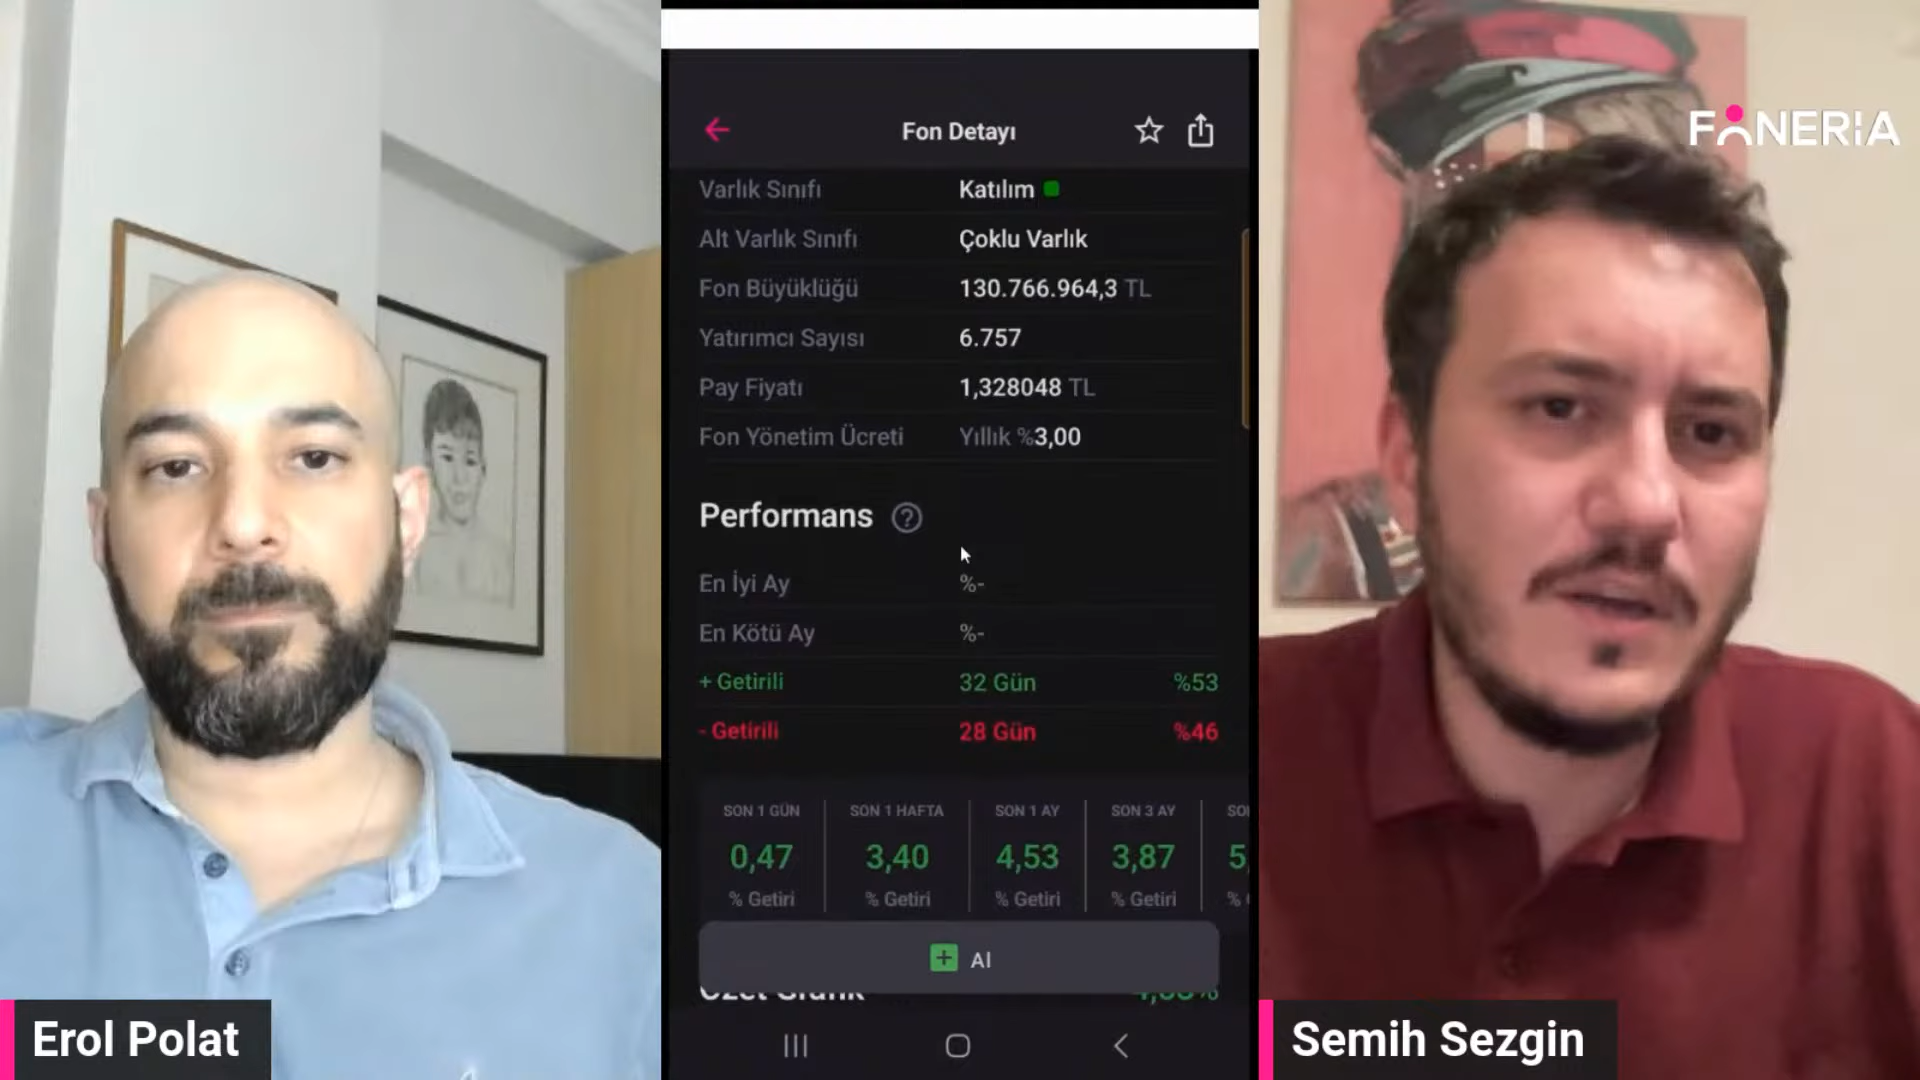 Fon Detayı
FONERIA
Varlık Sınıfı Katılım
Alt Varlık Sınıfı Çoklu Varlık
Fon Büyüklüğü 130.766.964,3 TL
Yatırımcı Sayısı 6.757
Pay Fiyatı 1,328048 TL
Fon Yönetim Ücreti Yıllık %3,00
Performans ?
En İyi Ay %-
En Kötü Ay %-
+ Getirili 32 Gün %53
- Getirili 28 Gün %46
SON 1 GÜN SON 1 HAFTA SON 1 AY SON 3 AY
0,47 3,40 4,53 3,87 5,
% Getiri % Getiri % Getiri % Getiri %
Al
Özet Grafik
Erol Polat
Semih Sezgin